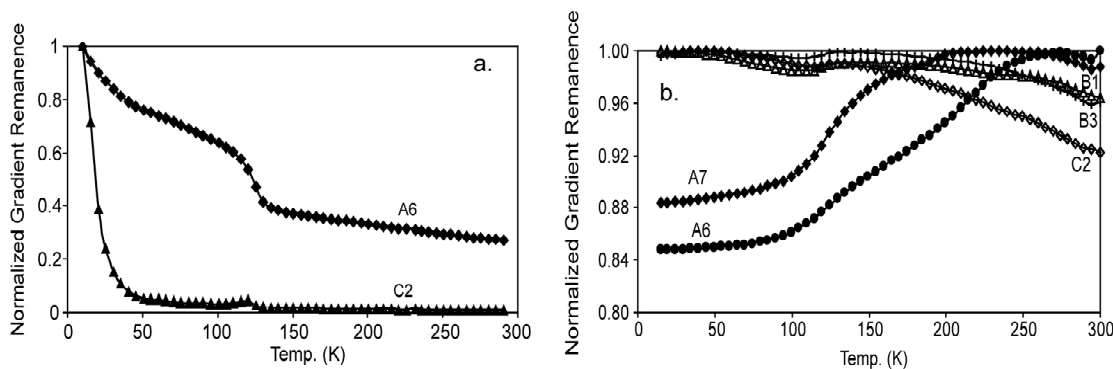 Normalized Gradient Remanence
1
0.8
0.6
0.4
0.2
0
a.
A6
C2
0 50 100 150 200 250 300
Temp. (K)
Normalized Gradient Remanence
1.00
0.96
0.92
0.88
0.84
0.80
b.
B1
B3
C2
A7
A6
0 50 100 150 200 250 300
Temp. (K)